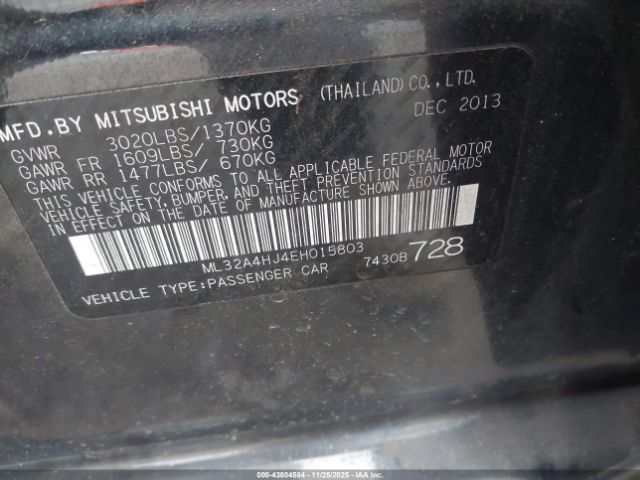 MFD.BY MITSUBISHI MOTORS (THAILAND)CO.,LTD.
DEC 2013
GVWR 3020LBS/1370KG
GAWR FR 1609LBS/ 730KG
GAWR RR 1477LBS/ 670KG
THIS VEHICLE CONFORMS TO ALL APPLICABLE FEDERAL MOTOR
VEHICLE SAFETY, BUMPER, AND THEFT PREVENTION STANDARDS
IN EFFECT ON THE DATE OF MANUFACTURE SHOWN ABOVE.
ML32A4HJ4EH015803
7430B 728
VEHICLE TYPE:PASSENGER CAR
000-43804584 - 11/25/2025 - IAAI.COM